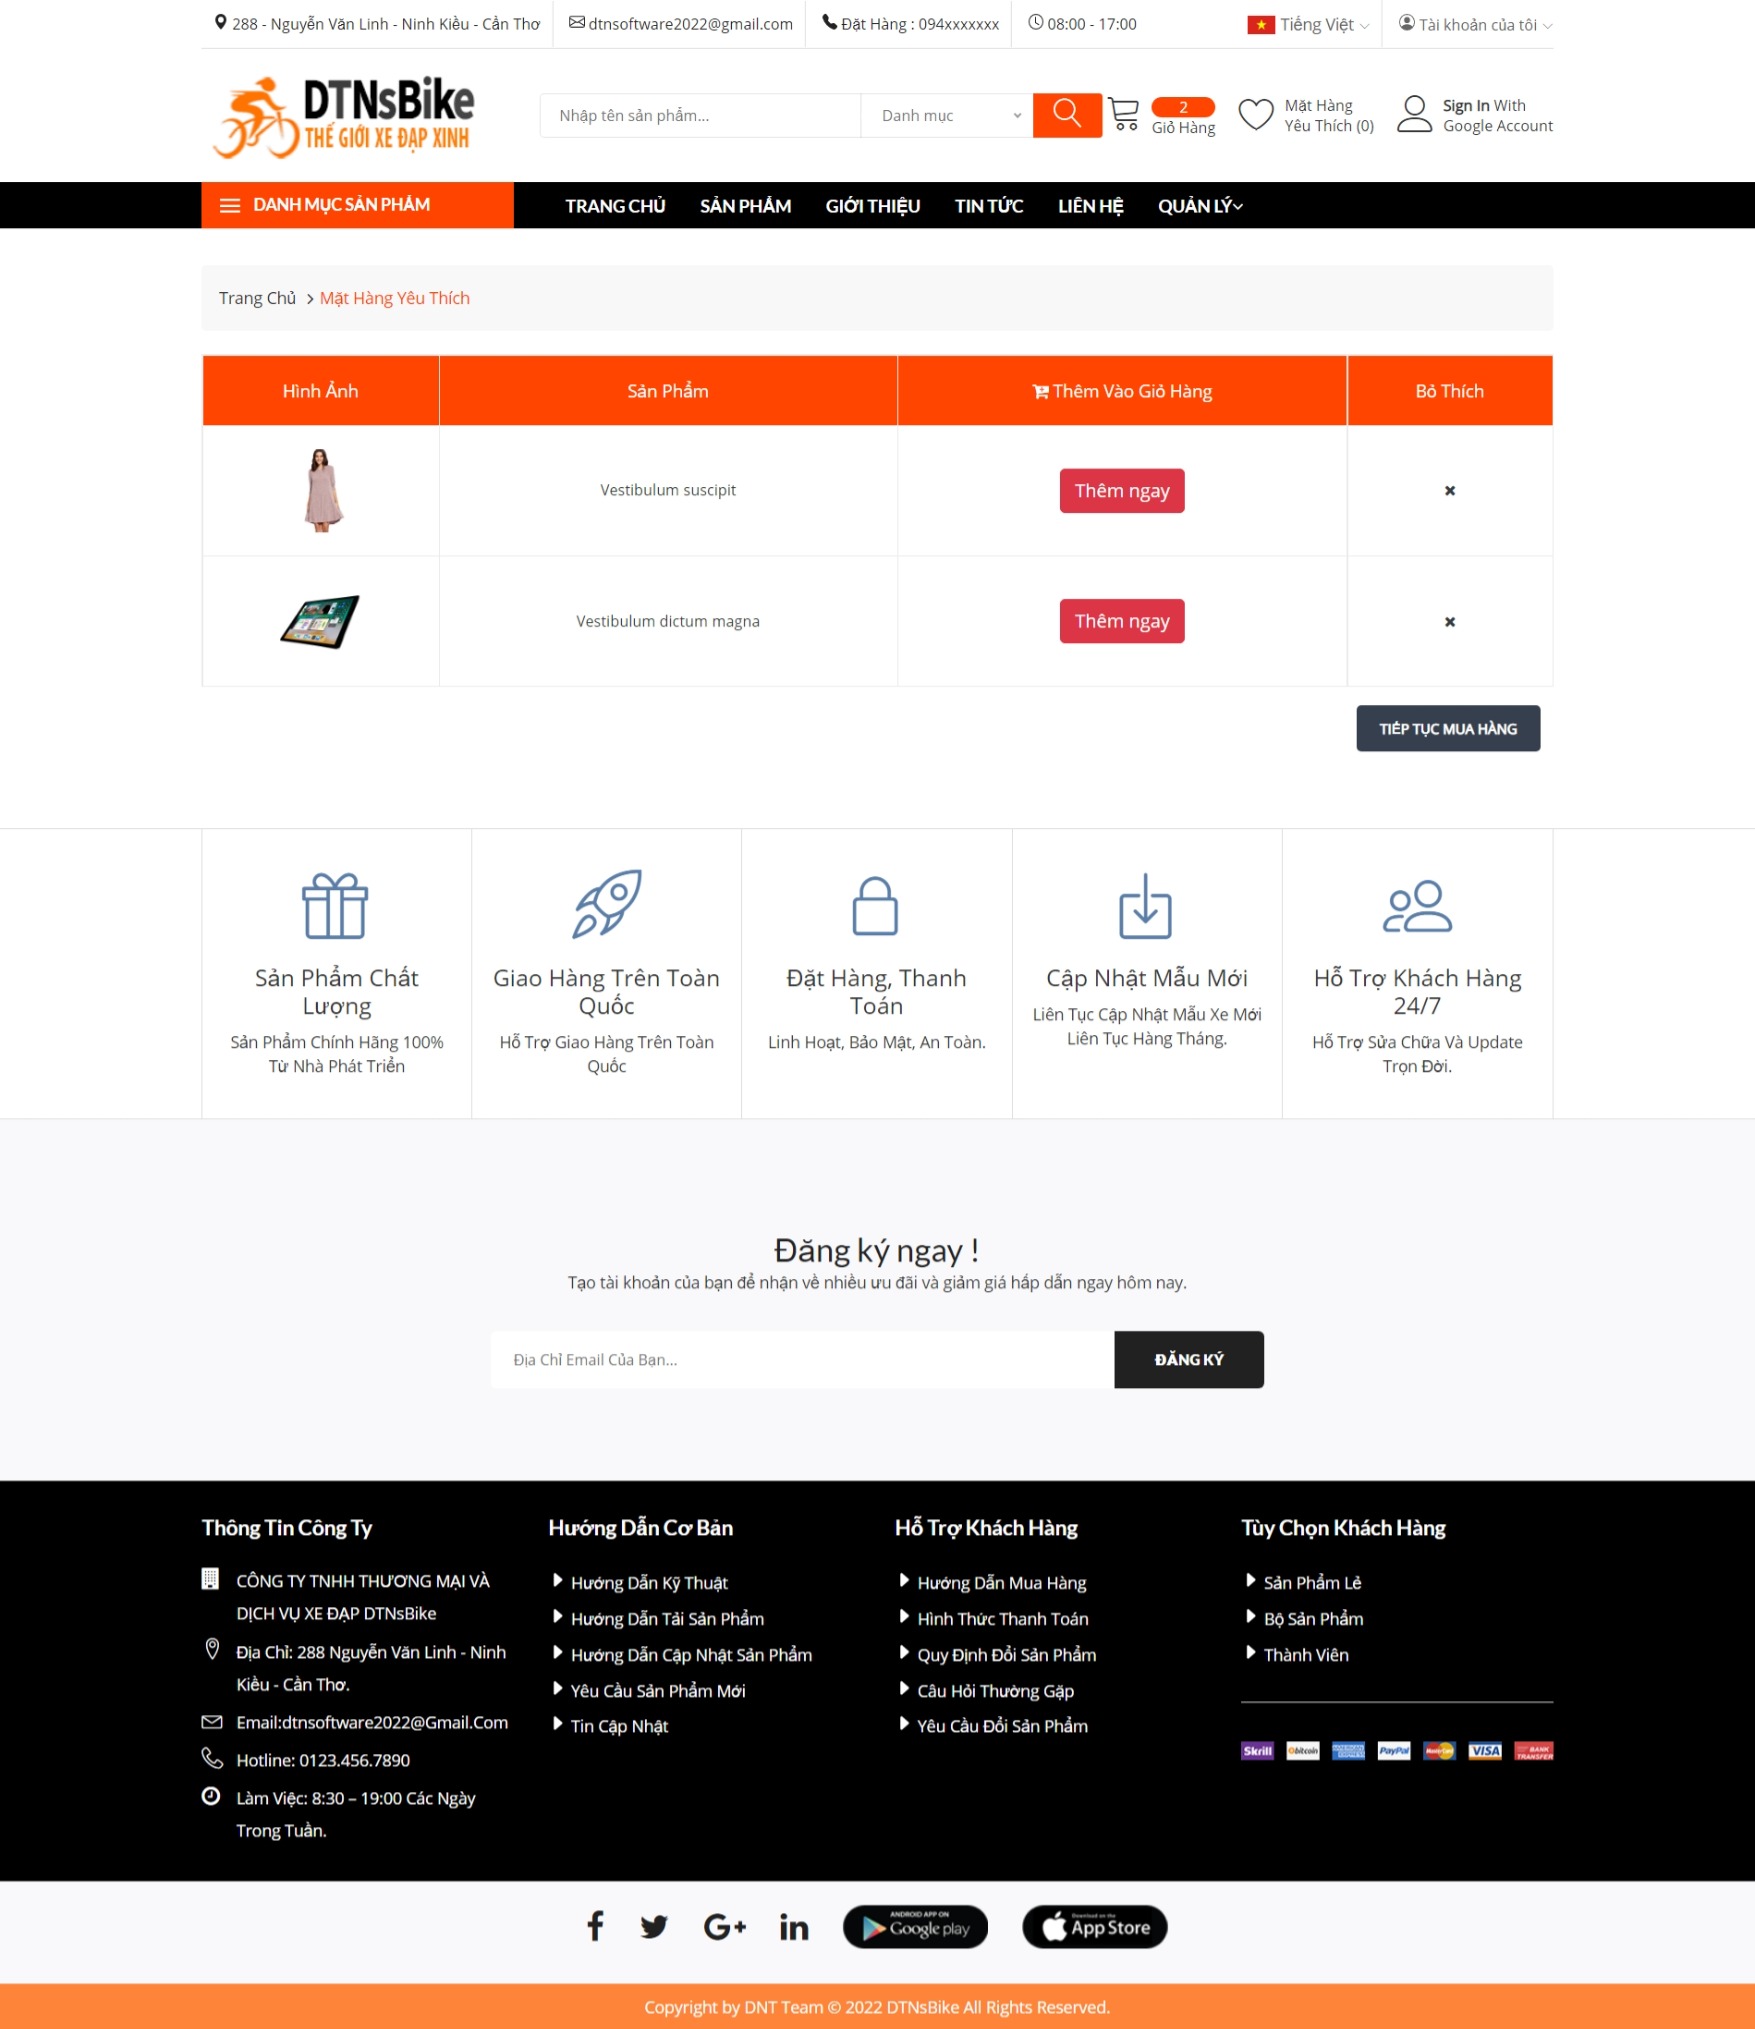 288 - Nguyễn Văn Linh - Ninh Kiều - Cần Thơ
dtnsoftware2022@gmail.com
Đặt Hàng : 094xxxxxxx
08:00 - 17:00
Tiếng Việt
Tài khoản của tôi
DTNsBike
THẾ GIỚI XE ĐẠP XINH
Nhập tên sản phẩm...
Danh mục
2
Giỏ Hàng
Mặt Hàng
Yêu Thích (0)
Sign In With
Google Account
DANH MỤC SẢN PHẨM
TRANG CHỦ
SẢN PHẨM
GIỚI THIỆU
TIN TỨC
LIÊN HỆ
QUẢN LÝ
Trang Chủ
Mặt Hàng Yêu Thích
Hình Ảnh
Sản Phẩm
Thêm Vào Giỏ Hàng
Bỏ Thích
Vestibulum suscipit
Thêm ngay
Vestibulum dictum magna
Thêm ngay
TIẾP TỤC MUA HÀNG
Sản Phẩm Chất
Lượng
Sản Phẩm Chính Hãng 100%
Từ Nhà Phát Triển
Giao Hàng Trên Toàn
Quốc
Hỗ Trợ Giao Hàng Trên Toàn
Quốc
Đặt Hàng, Thanh
Toán
Linh Hoạt, Bảo Mật, An Toàn.
Cập Nhật Mẫu Mới
Liên Tục Cập Nhật Mẫu Xe Mới
Liên Tục Hàng Tháng.
Hỗ Trợ Khách Hàng
24/7
Hỗ Trợ Sửa Chữa Và Update
Trọn Đời.
Đăng ký ngay !
Tạo tài khoản của bạn để nhận về nhiều ưu đãi và giảm giá hấp dẫn ngay hôm nay.
Địa Chỉ Email Của Bạn...
ĐĂNG KÝ
Thông Tin Công Ty
CÔNG TY TNHH THƯƠNG MẠI VÀ
DỊCH VỤ XE ĐẠP DTNsBike
Địa Chỉ: 288 Nguyễn Văn Linh - Ninh
Kiều - Cần Thơ.
Email:dtnsoftware2022@Gmail.Com
Hotline: 0123.456.7890
Làm Việc: 8:30 – 19:00 Các Ngày
Trong Tuần.
Hướng Dẫn Cơ Bản
Hướng Dẫn Kỹ Thuật
Hướng Dẫn Tải Sản Phẩm
Hướng Dẫn Cập Nhật Sản Phẩm
Yêu Cầu Sản Phẩm Mới
Tin Cập Nhật
Hỗ Trợ Khách Hàng
Hướng Dẫn Mua Hàng
Hình Thức Thanh Toán
Quy Định Đổi Sản Phẩm
Câu Hỏi Thường Gặp
Yêu Cầu Đổi Sản Phẩm
Tùy Chọn Khách Hàng
Sản Phẩm Lẻ
Bộ Sản Phẩm
Thành Viên
Skrill
bitcoin
PayPal
MasterCard
VISA
BANK
TRANSFER
ANDROID APP ON
Google play
Download on the
App Store
Copyright by DNT Team © 2022 DTNsBike All Rights Reserved.